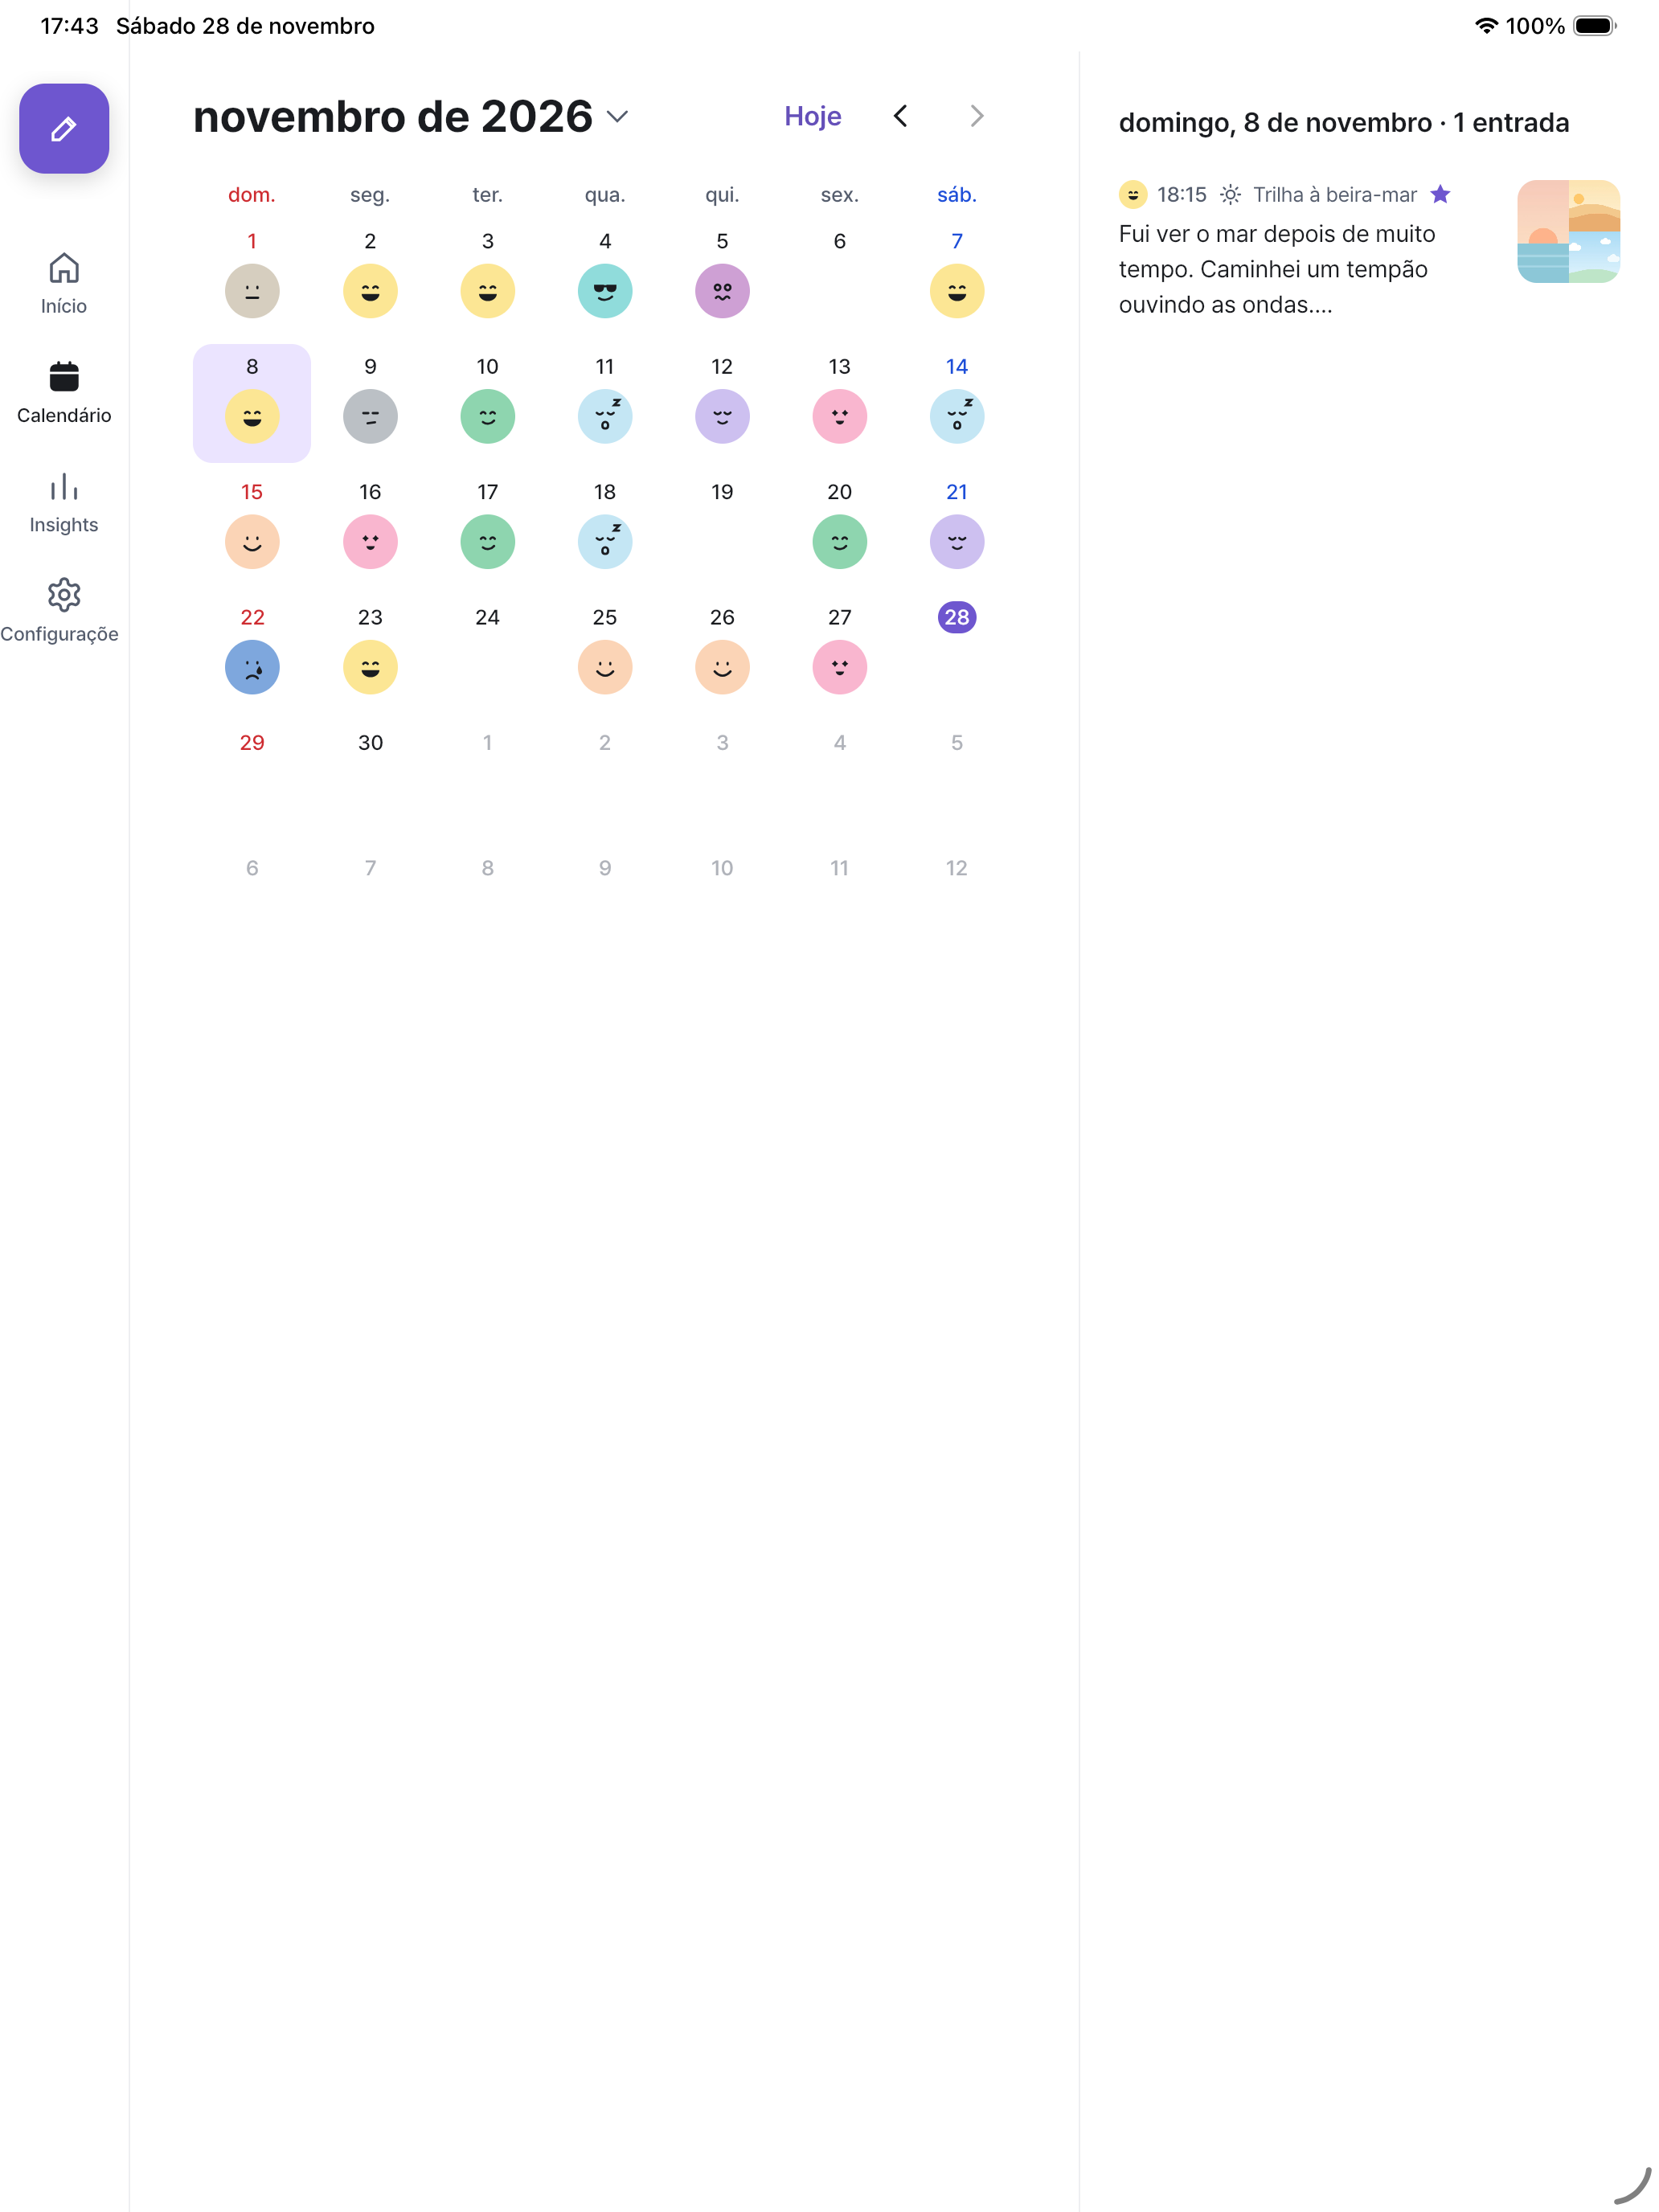 17:43 Sábado 28 de novembro
100%
Início
Calendário
Insights
Configuraçõe
novembro de 2026
Hoje
dom. seg. ter. qua. qui. sex. sáb.
1 2 3 4 5 6 7
8 9 10 11 12 13 14
15 16 17 18 19 20 21
22 23 24 25 26 27 28
29 30 1 2 3 4 5
6 7 8 9 10 11 12
domingo, 8 de novembro · 1 entrada
18:15 Trilha à beira-mar
Fui ver o mar depois de muito
tempo. Caminhei um tempão
ouvindo as ondas....